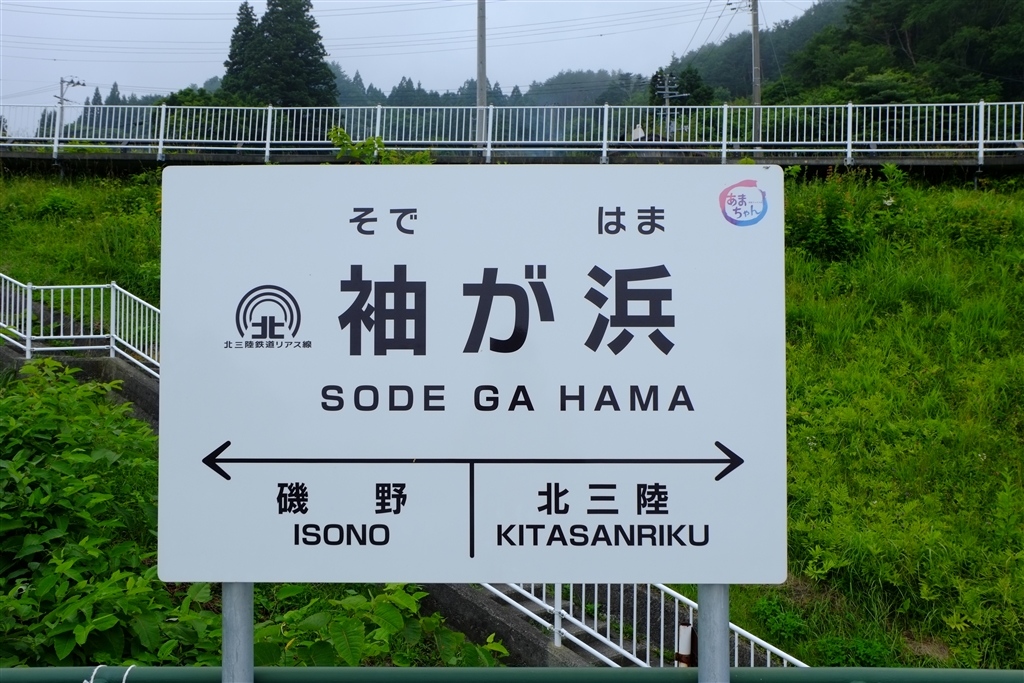 あま
ちゃん
そで はま
袖が浜
北
北三陸鉄道リアス線
SODE GA HAMA
磯野 北三陸
ISONO KITASANRIKU